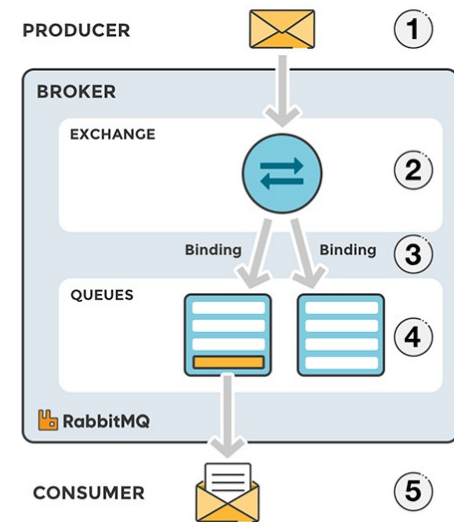 PRODUCER 1
BROKER
EXCHANGE
2
Binding Binding 3
QUEUES
4
RabbitMQ
CONSUMER 5